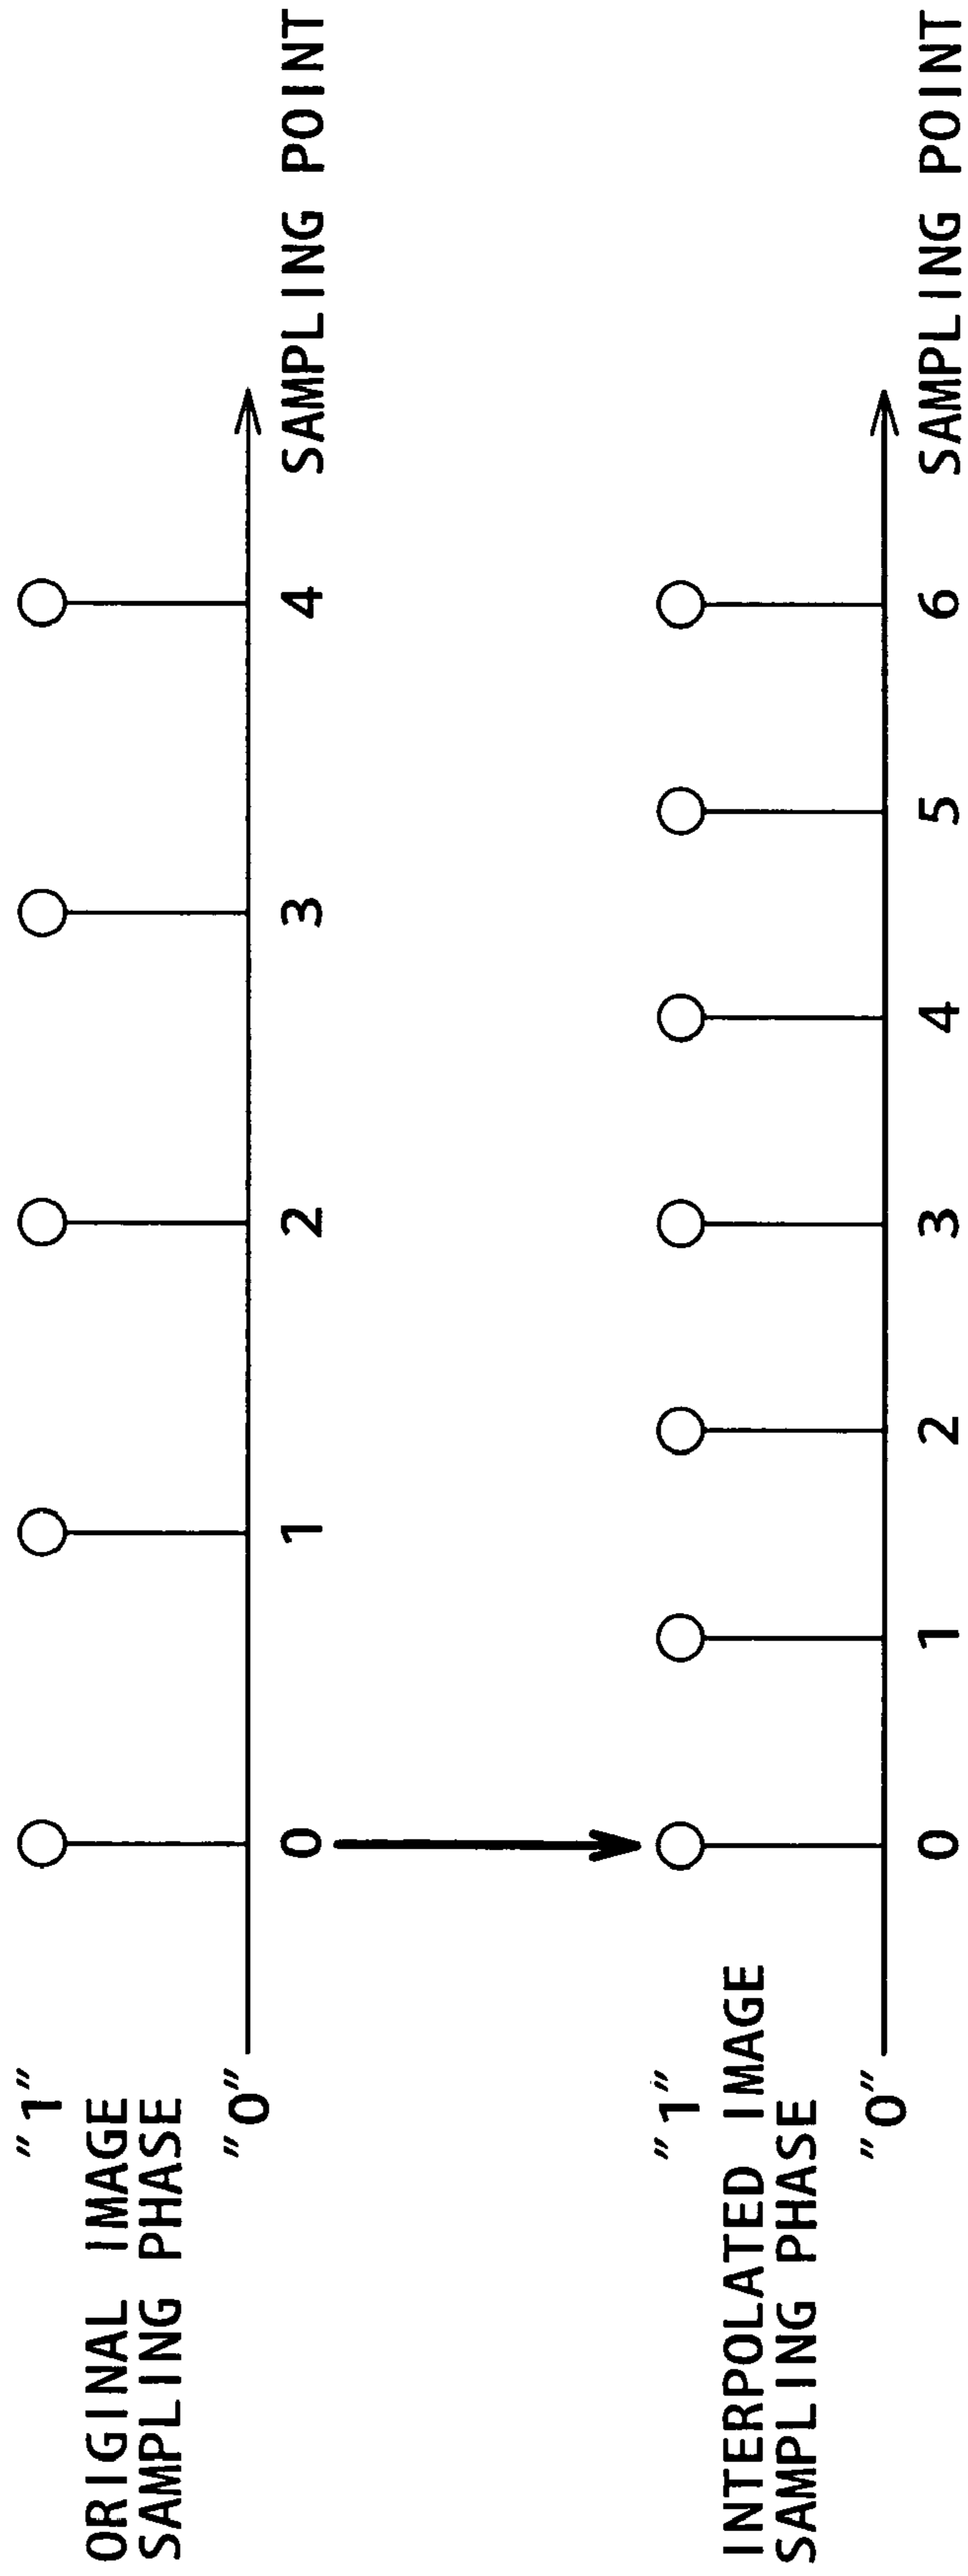 "1"
ORIGINAL IMAGE
SAMPLING PHASE
"0"
0 1 2 3 4
SAMPLING POINT
"1"
INTERPOLATED IMAGE
SAMPLING PHASE
"0"
0 1 2 3 4 5 6
SAMPLING POINT